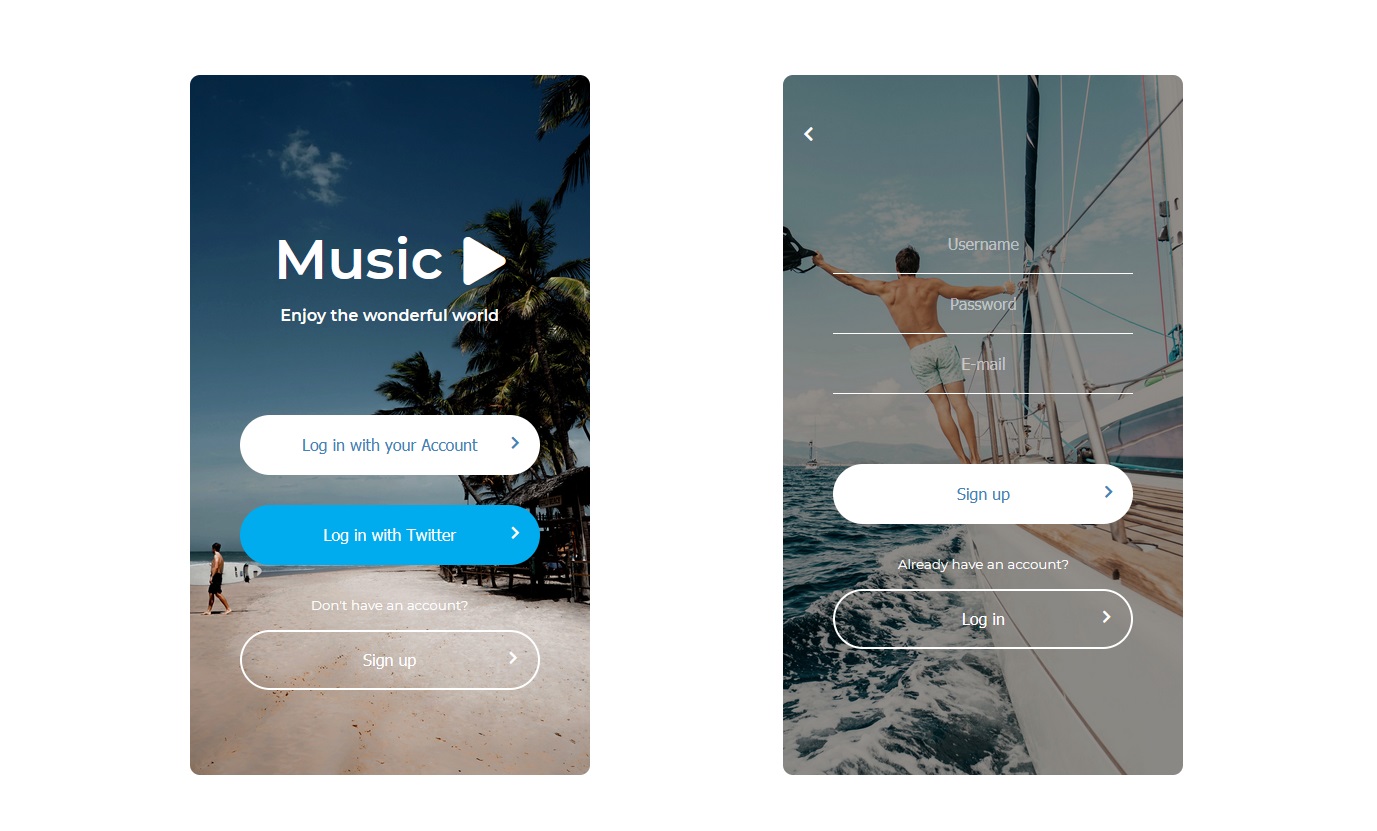 Music
Enjoy the wonderful world
Log in with your Account
Log in with Twitter
Don't have an account?
Sign up
Username
Password
E-mail
Sign up
Already have an account?
Log in